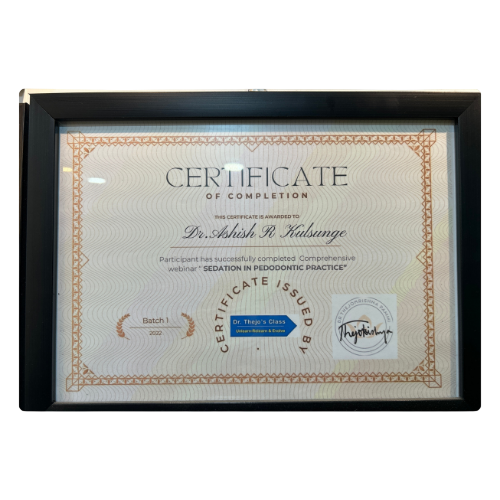 CERTIFICATE
OF COMPLETION
THIS CERTIFICATE IS AWARDED TO
Dr. Ashish R Kulsunge
Participant has successfully completed Comprehensive
webinar " SEDATION IN PEDODONTIC PRACTICE"
CERTIFICATE ISSUED BY
Batch 1
2022
Dr. Thejo's Class
Thejokrishna